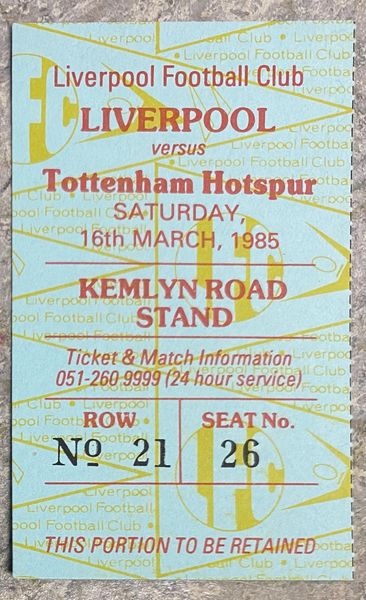 Liverpool Football Club
LIVERPOOL
versus
Tottenham Hotspur
SATURDAY,
16th MARCH, 1985
KEMLYN ROAD
STAND
Ticket & Match Information
051-260 9999 (24 hour service)
ROW SEAT No.
Nº 21 26
THIS PORTION TO BE RETAINED